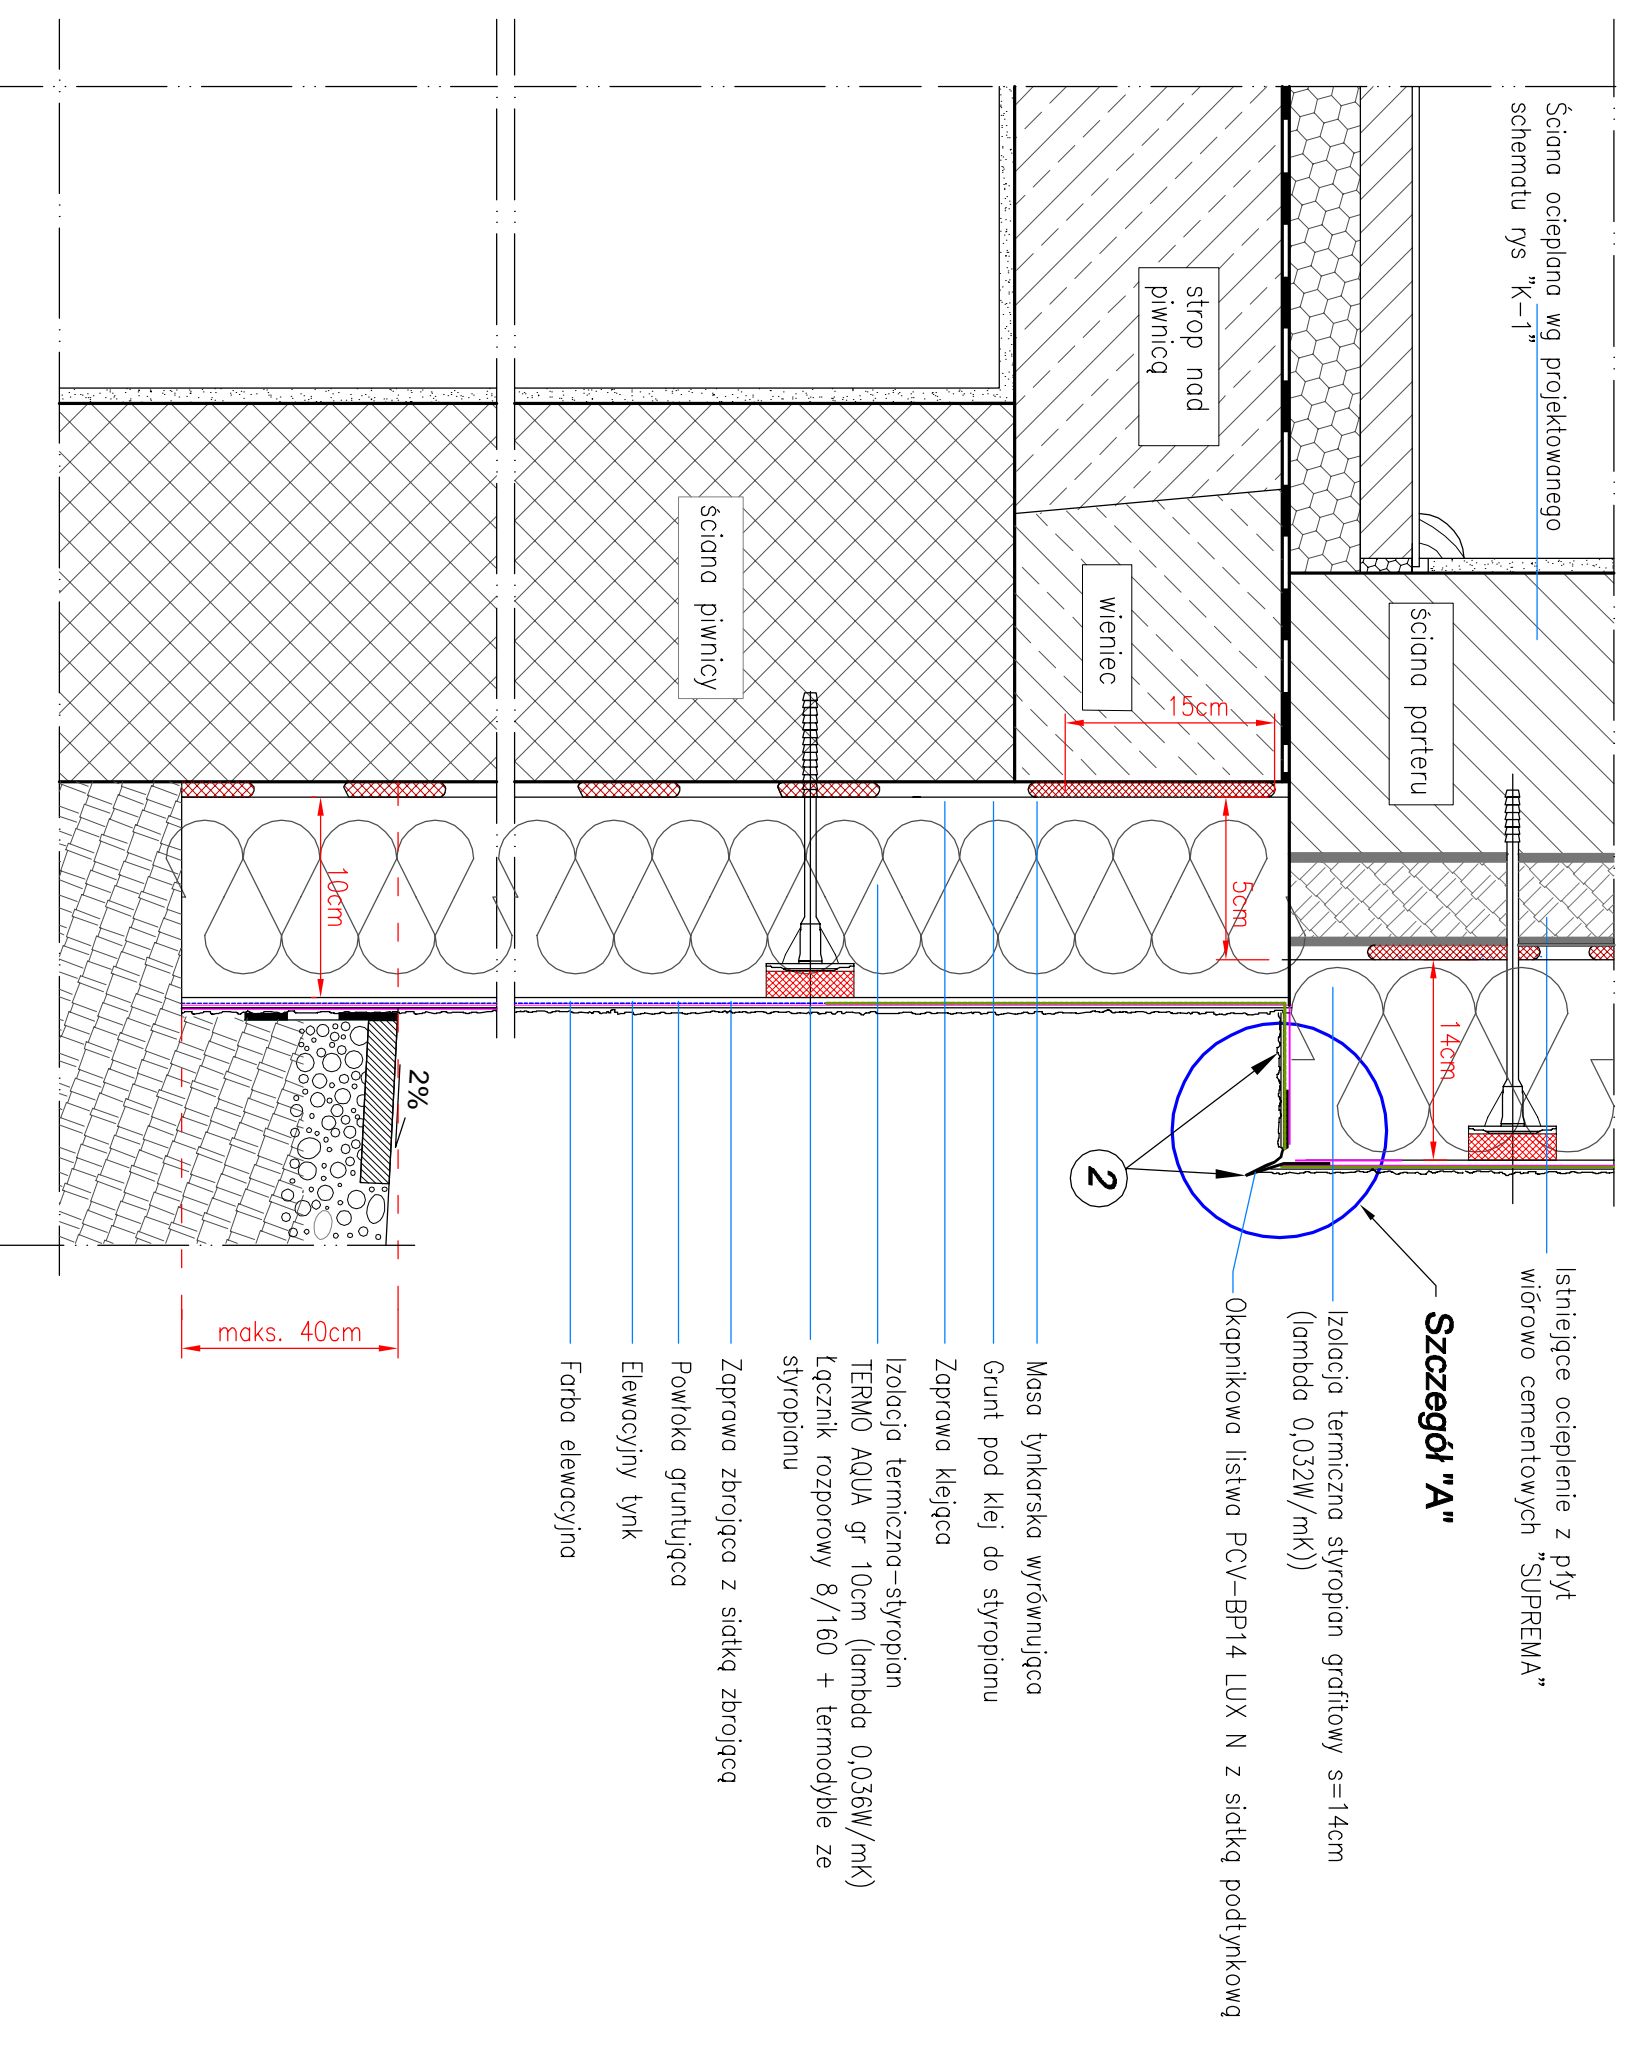 Ściana ocieplana wg projektowanego
schematu rys "K-1"
strop nad
piwnicą
wieniec
ściana piwnicy
ściana parteru
15cm
5cm
14cm
10cm
2%
maks. 40cm
2
Szczegół "A"
Istniejące ocieplenie z płyt
wiórowo cementowych "SUPREMA"
Izolacja termiczna styropian grafitowy s=14cm
(lambda 0,032W/mK))
Okapnikowa listwa PCV-BP14 LUX N z siatką podtynkową
Masa tynkarska wyrównująca
Grunt pod klej do styropianu
Zaprawa klejąca
Izolacja termiczna-styropian
TERMO AQUA gr 10cm (lambda 0,036W/mK)
Łącznik rozporowy 8/160 + termodyble ze
styropianu
Zaprawa zbrojąca z siatką zbrojącą
Powłoka gruntująca
Elewacyjny tynk
Farba elewacyjna